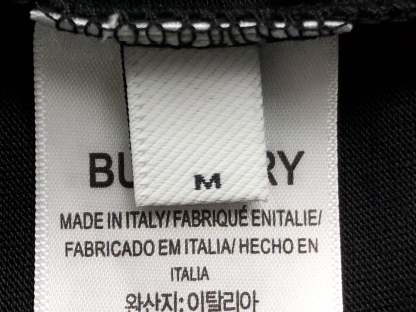 M
BU RY
MADE IN ITALY/ FABRIQUÉ ENITALIE/
FABRICADO EM ITALIA/ HECHO EN
ITALIA
완산지: 이탈리아